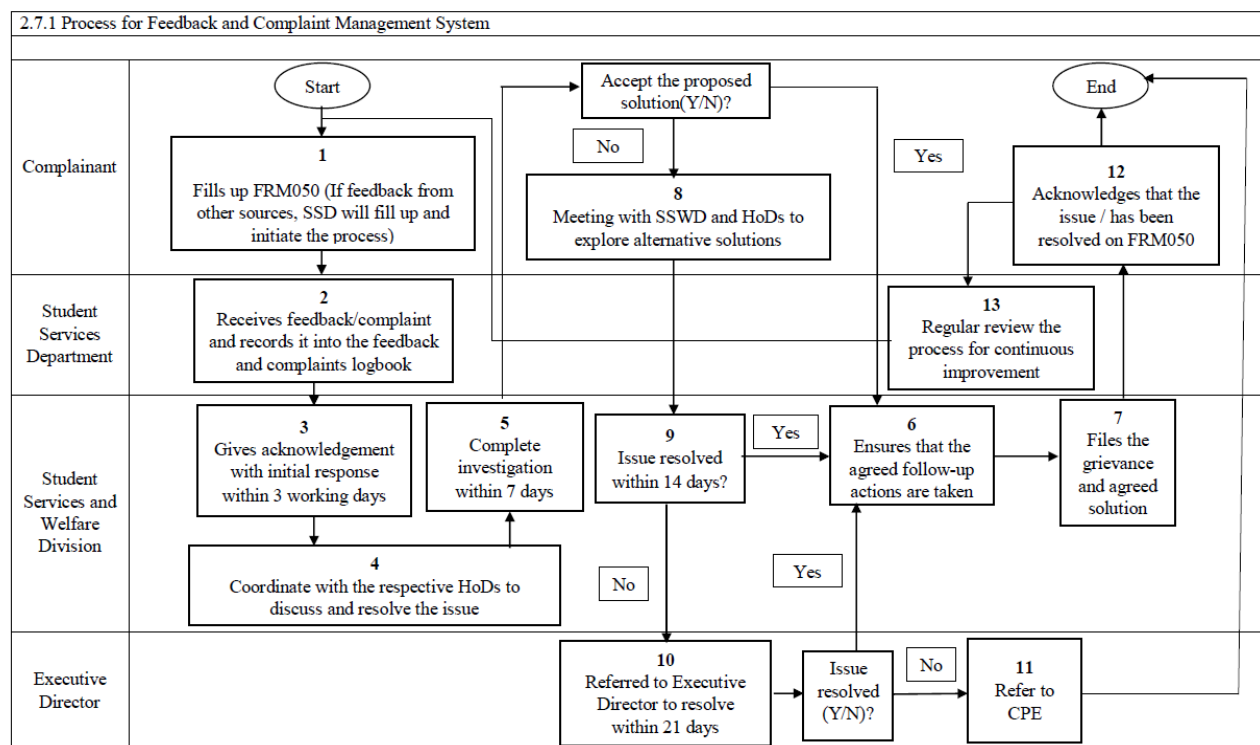 2.7.1 Process for Feedback and Complaint Management System
Complainant
Start
1
Fills up FRM050 (If feedback from
other sources, SSD will fill up and
initiate the process)
Accept the proposed
solution(Y/N)?
No
Yes
8
Meeting with SSWD and HoDs to
explore alternative solutions
End
12
Acknowledges that the
issue / has been
resolved on FRM050
Student
Services
Department
2
Receives feedback/complaint
and records it into the feedback
and complaints logbook
13
Regular review the
process for continuous
improvement
Student
Services and
Welfare
Division
3
Gives acknowledgement
with initial response
within 3 working days
4
Coordinate with the respective HoDs to
discuss and resolve the issue
5
Complete
investigation
within 7 days
9
Issue resolved
within 14 days?
Yes
No
6
Ensures that the
agreed follow-up
actions are taken
Yes
7
Files the
grievance
and agreed
solution
Executive
Director
10
Referred to Executive
Director to resolve
within 21 days
Issue
resolved
(Y/N)?
No
11
Refer to
CPE